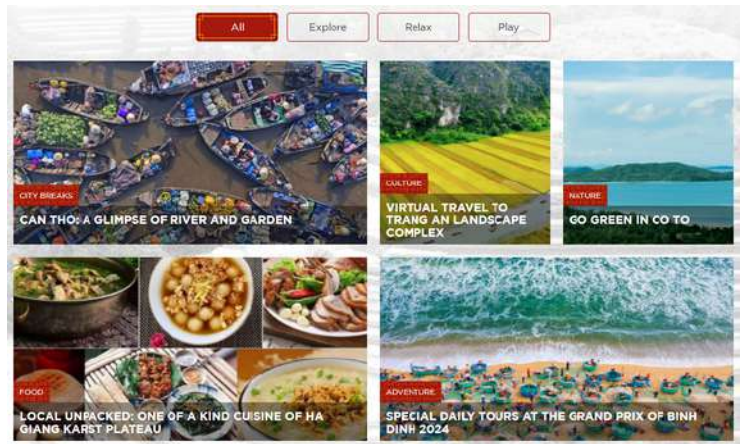 All
Explore
Relax
Play
CITY BREAKS
CAN THO: A GLIMPSE OF RIVER AND GARDEN
CULTURE
VIRTUAL TRAVEL TO
TRANG AN LANDSCAPE
COMPLEX
NATURE
GO GREEN IN CO TO
FOOD
LOCAL UNPACKED: ONE OF A KIND CUISINE OF HA
GIANG KARST PLATEAU
ADVENTURE
SPECIAL DAILY TOURS AT THE GRAND PRIX OF BINH
DINH 2024